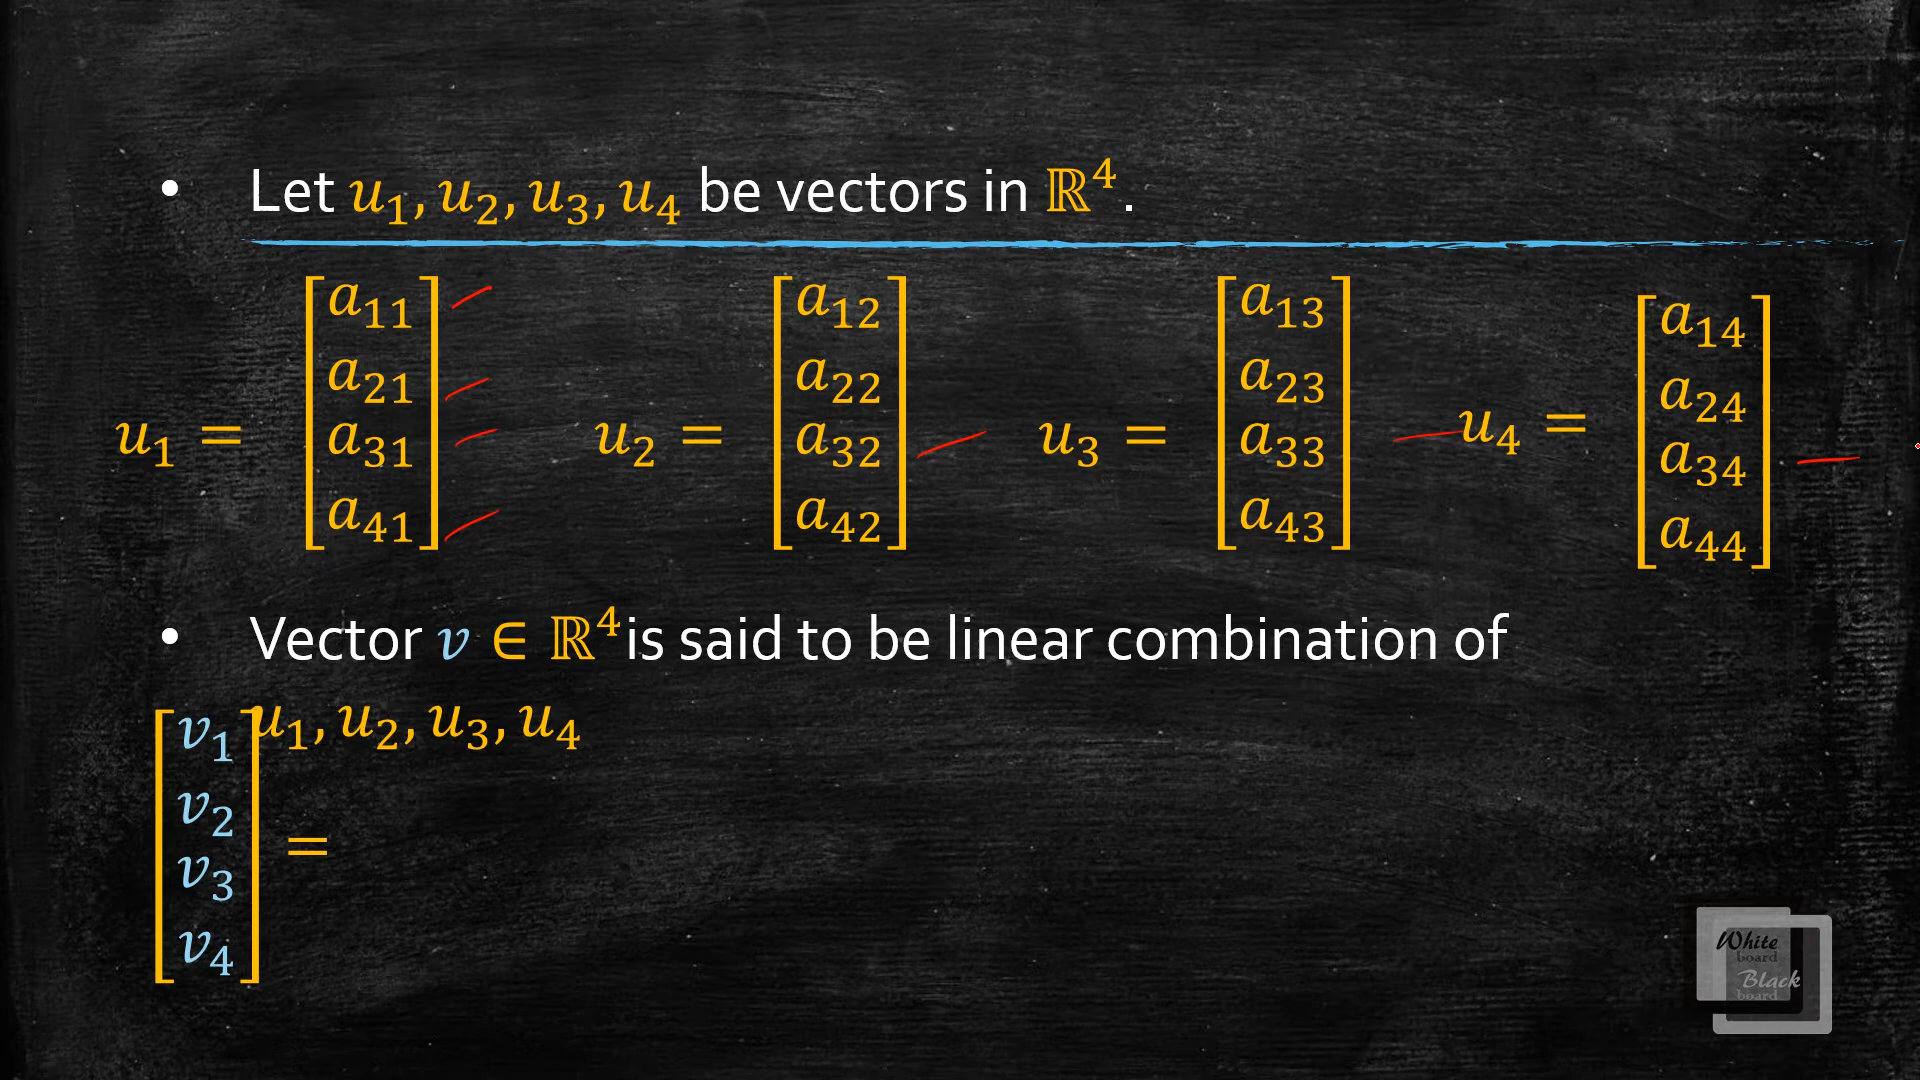 • Let u₁, u₂, u₃, u₄ be vectors in ℝ⁴.
u₁ = [a₁₁ a₂₁ a₃₁ a₄₁] u₂ = [a₁₂ a₂₂ a₃₂ a₄₂] u₃ = [a₁₃ a₂₃ a₃₃ a₄₃] u₄ = [a₁₄ a₂₄ a₃₄ a₄₄]
• Vector v ∈ ℝ⁴is said to be linear combination of
u₁, u₂, u₃, u₄
[v₁ v₂ v₃ v₄] =
White
board
Black
board